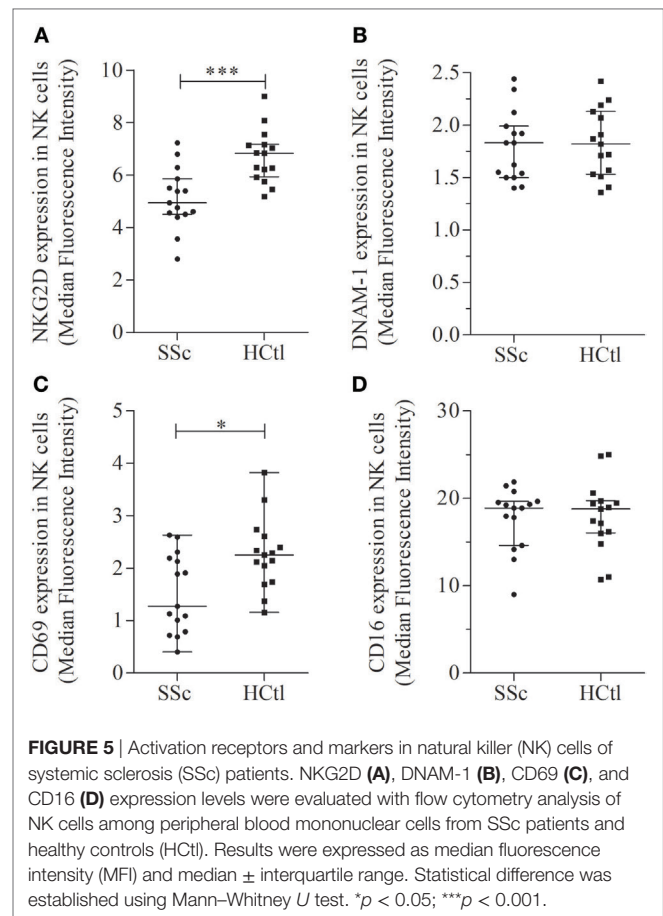 A
NKG2D expression in NK cells
(Median Fluorescence Intensity)
10
8
6
4
2
0
***
SSc
HCtl
B
DNAM-1 expression in NK cells
(Median Fluorescence Intensity)
2.5
2.0
1.5
1.0
0.5
0.0
SSc
HCtl
C
CD69 expression in NK cells
(Median Fluorescence Intensity)
5
4
3
2
1
0
*
SSc
HCtl
D
CD16 expression in NK cells
(Median Fluorescence Intensity)
30
20
10
0
SSc
HCtl
FIGURE 5 | Activation receptors and markers in natural killer (NK) cells of
systemic sclerosis (SSc) patients. NKG2D (A), DNAM-1 (B), CD69 (C), and
CD16 (D) expression levels were evaluated with flow cytometry analysis of
NK cells among peripheral blood mononuclear cells from SSc patients and
healthy controls (HCtl). Results were expressed as median fluorescence
intensity (MFI) and median ± interquartile range. Statistical difference was
established using Mann–Whitney U test. *p < 0.05; ***p < 0.001.